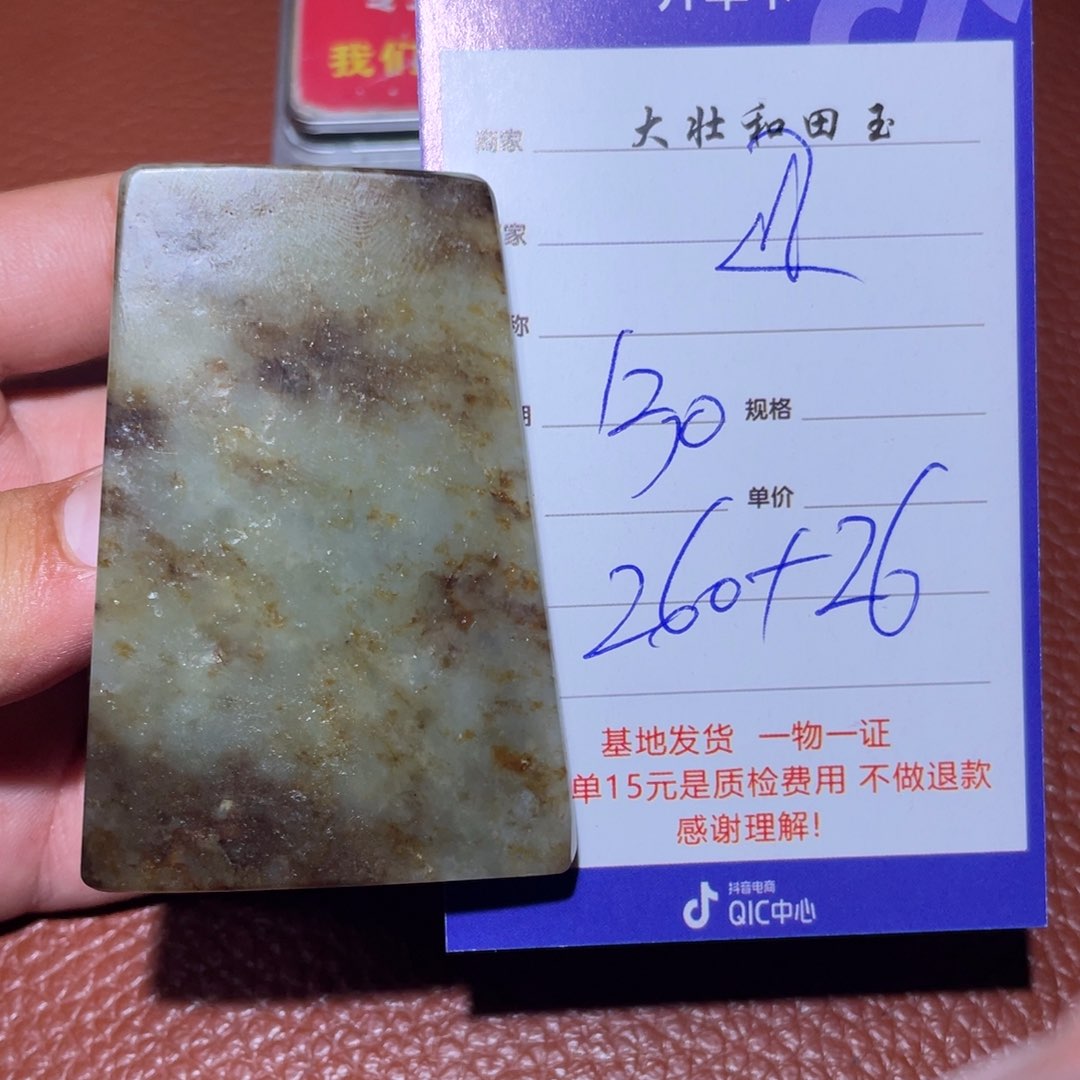 我们
商家 大壮和田玉
家
称
1230 规格
单价
260+26
基地发货 一物一证
单15元是质检费用 不做退款
感谢理解!
抖音电商
QIC中心